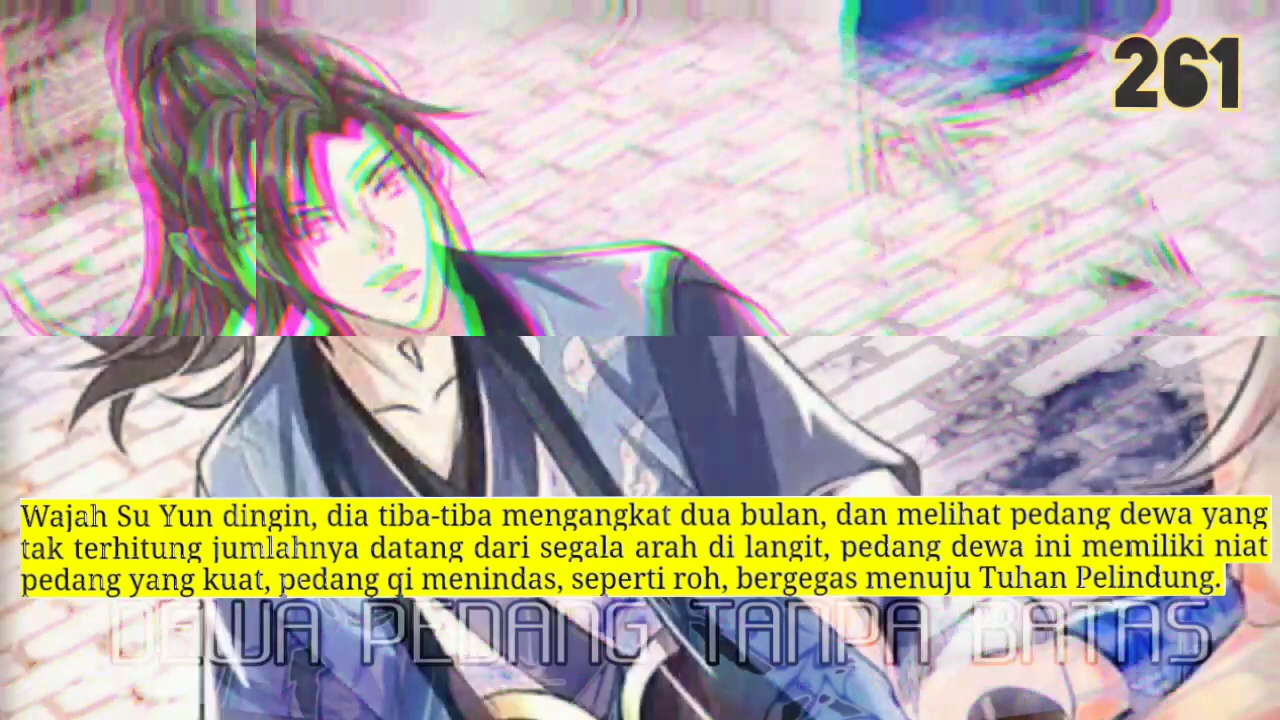 261
Wajah Su Yun dingin, dia tiba-tiba mengangkat dua bulan, dan melihat pedang dewa yang
tak terhitung jumlahnya datang dari segala arah di langit, pedang dewa ini memiliki niat
pedang yang kuat, pedang qi menindas, seperti roh, bergegas menuju Tuhan Pelindung.
DEWA PEDANG TANPA BATAS